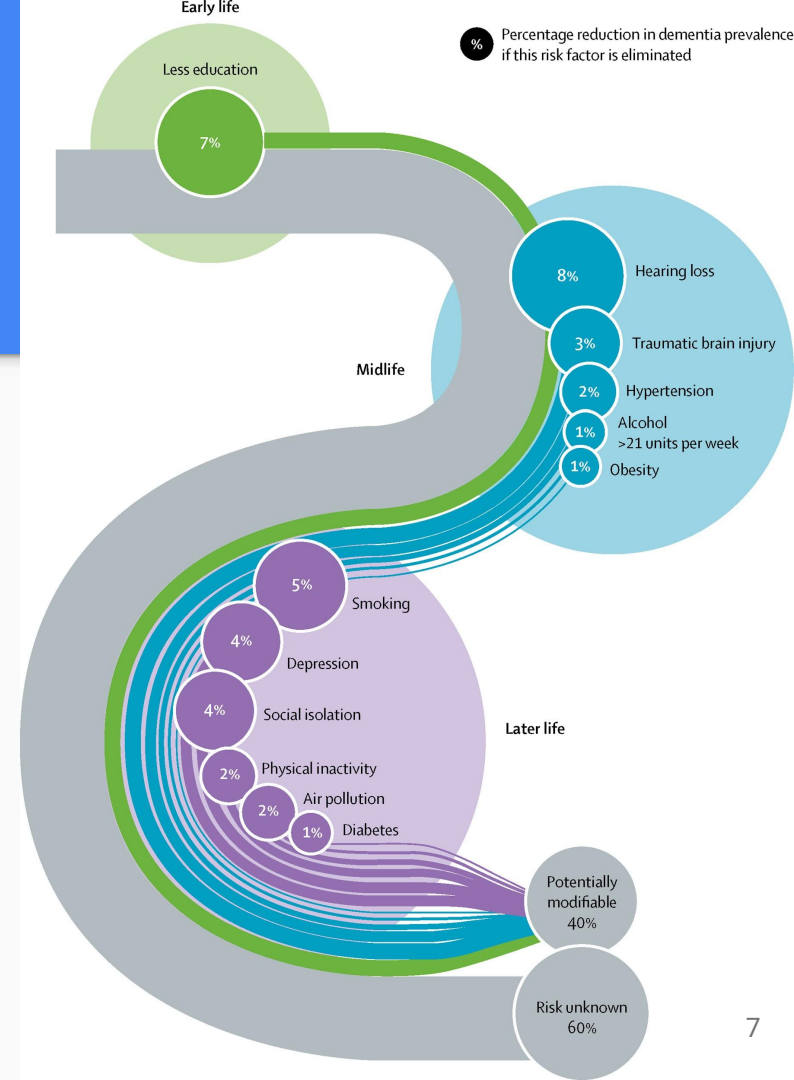 Early life
%
Percentage reduction in dementia prevalence
if this risk factor is eliminated
Less education
7%
8%
Hearing loss
3%
Traumatic brain injury
Midlife
2%
Hypertension
1%
Alcohol
>21 units per week
1%
Obesity
5%
Smoking
4%
Depression
4%
Social isolation
Later life
2%
Physical inactivity
2%
Air pollution
1%
Diabetes
Potentially
modifiable
40%
Risk unknown
60%
7